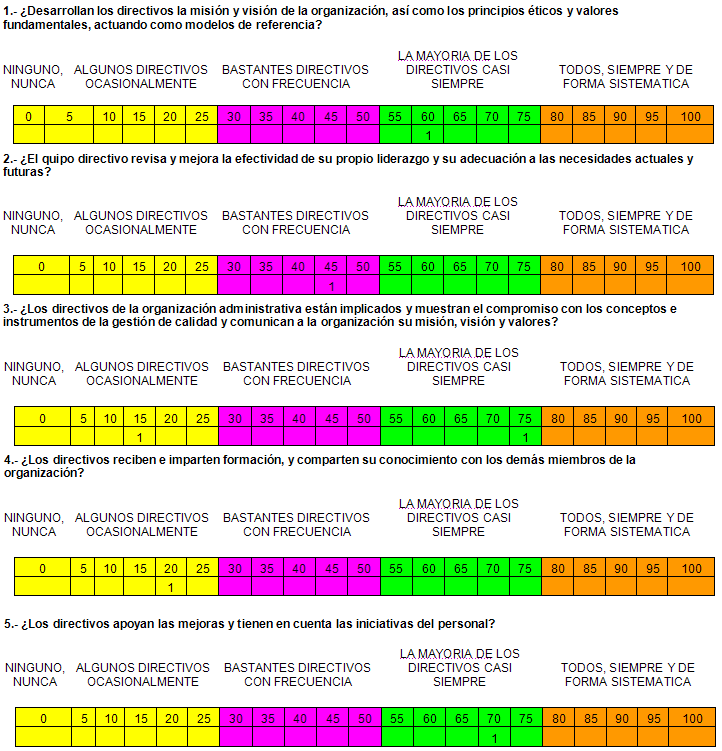 1.- ¿Desarrollan los directivos la misión y visión de la organización, así como los principios éticos y valores
fundamentales, actuando como modelos de referencia?
NINGUNO, ALGUNOS DIRECTIVOS BASTANTES DIRECTIVOS LA MAYORIA DE LOS TODOS, SIEMPRE Y DE
NUNCA OCASIONALMENTE CON FRECUENCIA DIRECTIVOS CASI FORMA SISTEMATICA
SIEMPRE
0 5 10 15 20 25 30 35 40 45 50 55 60 65 70 75 80 85 90 95 100
1
2.- ¿El quipo directivo revisa y mejora la efectividad de su propio liderazgo y su adecuación a las necesidades actuales y
futuras?
NINGUNO, ALGUNOS DIRECTIVOS BASTANTES DIRECTIVOS LA MAYORIA DE LOS TODOS, SIEMPRE Y DE
NUNCA OCASIONALMENTE CON FRECUENCIA DIRECTIVOS CASI FORMA SISTEMATICA
SIEMPRE
0 5 10 15 20 25 30 35 40 45 50 55 60 65 70 75 80 85 90 95 100
1
3.- ¿Los directivos de la organización administrativa están implicados y muestran el compromiso con los conceptos e
instrumentos de la gestión de calidad y comunican a la organización su misión, visión y valores?
NINGUNO, ALGUNOS DIRECTIVOS BASTANTES DIRECTIVOS LA MAYORIA DE LOS TODOS, SIEMPRE Y DE
NUNCA OCASIONALMENTE CON FRECUENCIA DIRECTIVOS CASI FORMA SISTEMATICA
SIEMPRE
0 5 10 15 20 25 30 35 40 45 50 55 60 65 70 75 80 85 90 95 100
1 1
4.- ¿Los directivos reciben e imparten formación, y comparten su conocimiento con los demás miembros de la
organización?
NINGUNO, ALGUNOS DIRECTIVOS BASTANTES DIRECTIVOS LA MAYORIA DE LOS TODOS, SIEMPRE Y DE
NUNCA OCASIONALMENTE CON FRECUENCIA DIRECTIVOS CASI FORMA SISTEMATICA
SIEMPRE
0 5 10 15 20 25 30 35 40 45 50 55 60 65 70 75 80 85 90 95 100
1
5.- ¿Los directivos apoyan las mejoras y tienen en cuenta las iniciativas del personal?
NINGUNO, ALGUNOS DIRECTIVOS BASTANTES DIRECTIVOS LA MAYORIA DE LOS TODOS, SIEMPRE Y DE
NUNCA OCASIONALMENTE CON FRECUENCIA DIRECTIVOS CASI FORMA SISTEMATICA
SIEMPRE
0 5 10 15 20 25 30 35 40 45 50 55 60 65 70 75 80 85 90 95 100
1